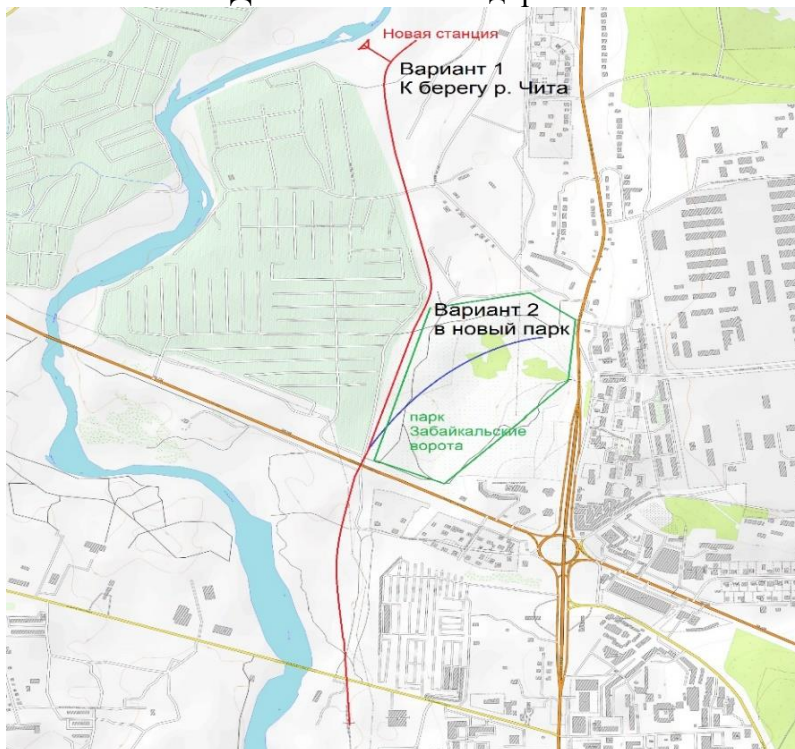 Новая станция
Вариант 1
К берегу р. Чита
Вариант 2
в новый парк
парк
Забайкальские
ворота